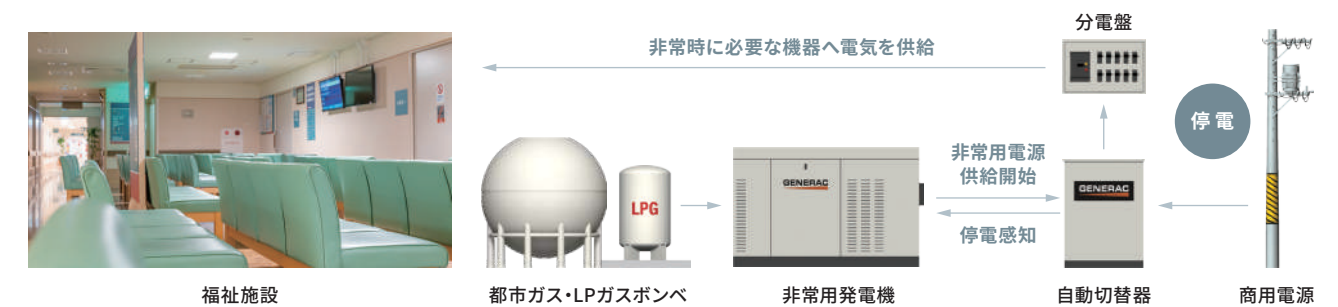 分電盤
非常時に必要な機器へ電気を供給
停電
非常用電源
供給開始
GENERAC
GENERAC
LPG
停電感知
福祉施設
都市ガス・LPガスボンベ
非常用発電機
自動切替器
商用電源